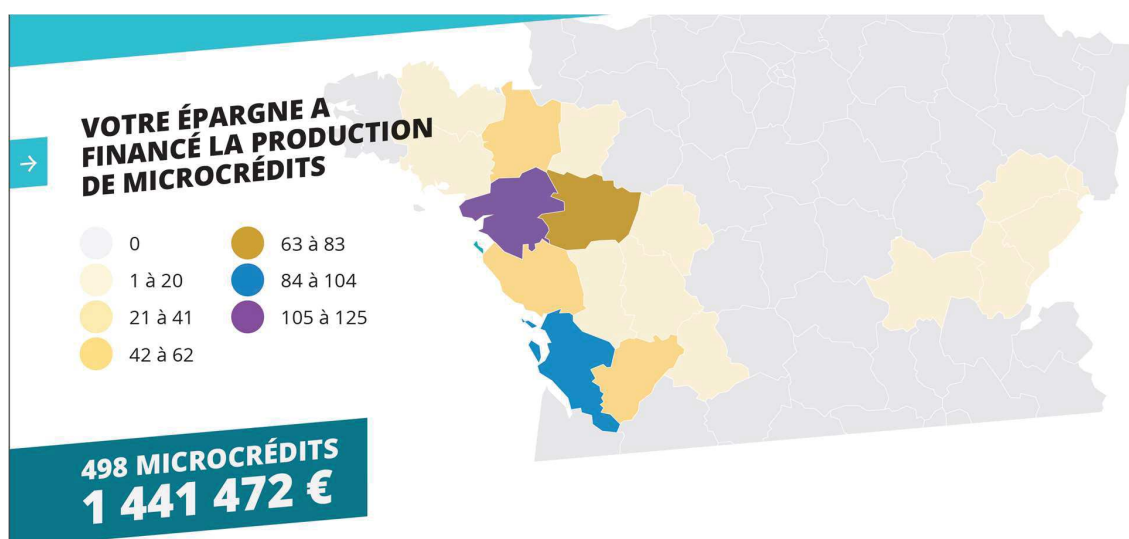 VOTRE ÉPARGNE A
FINANCÉ LA PRODUCTION
DE MICROCRÉDITS
0
1 à 20
21 à 41
42 à 62
63 à 83
84 à 104
105 à 125
498 MICROCRÉDITS
1 441 472 €